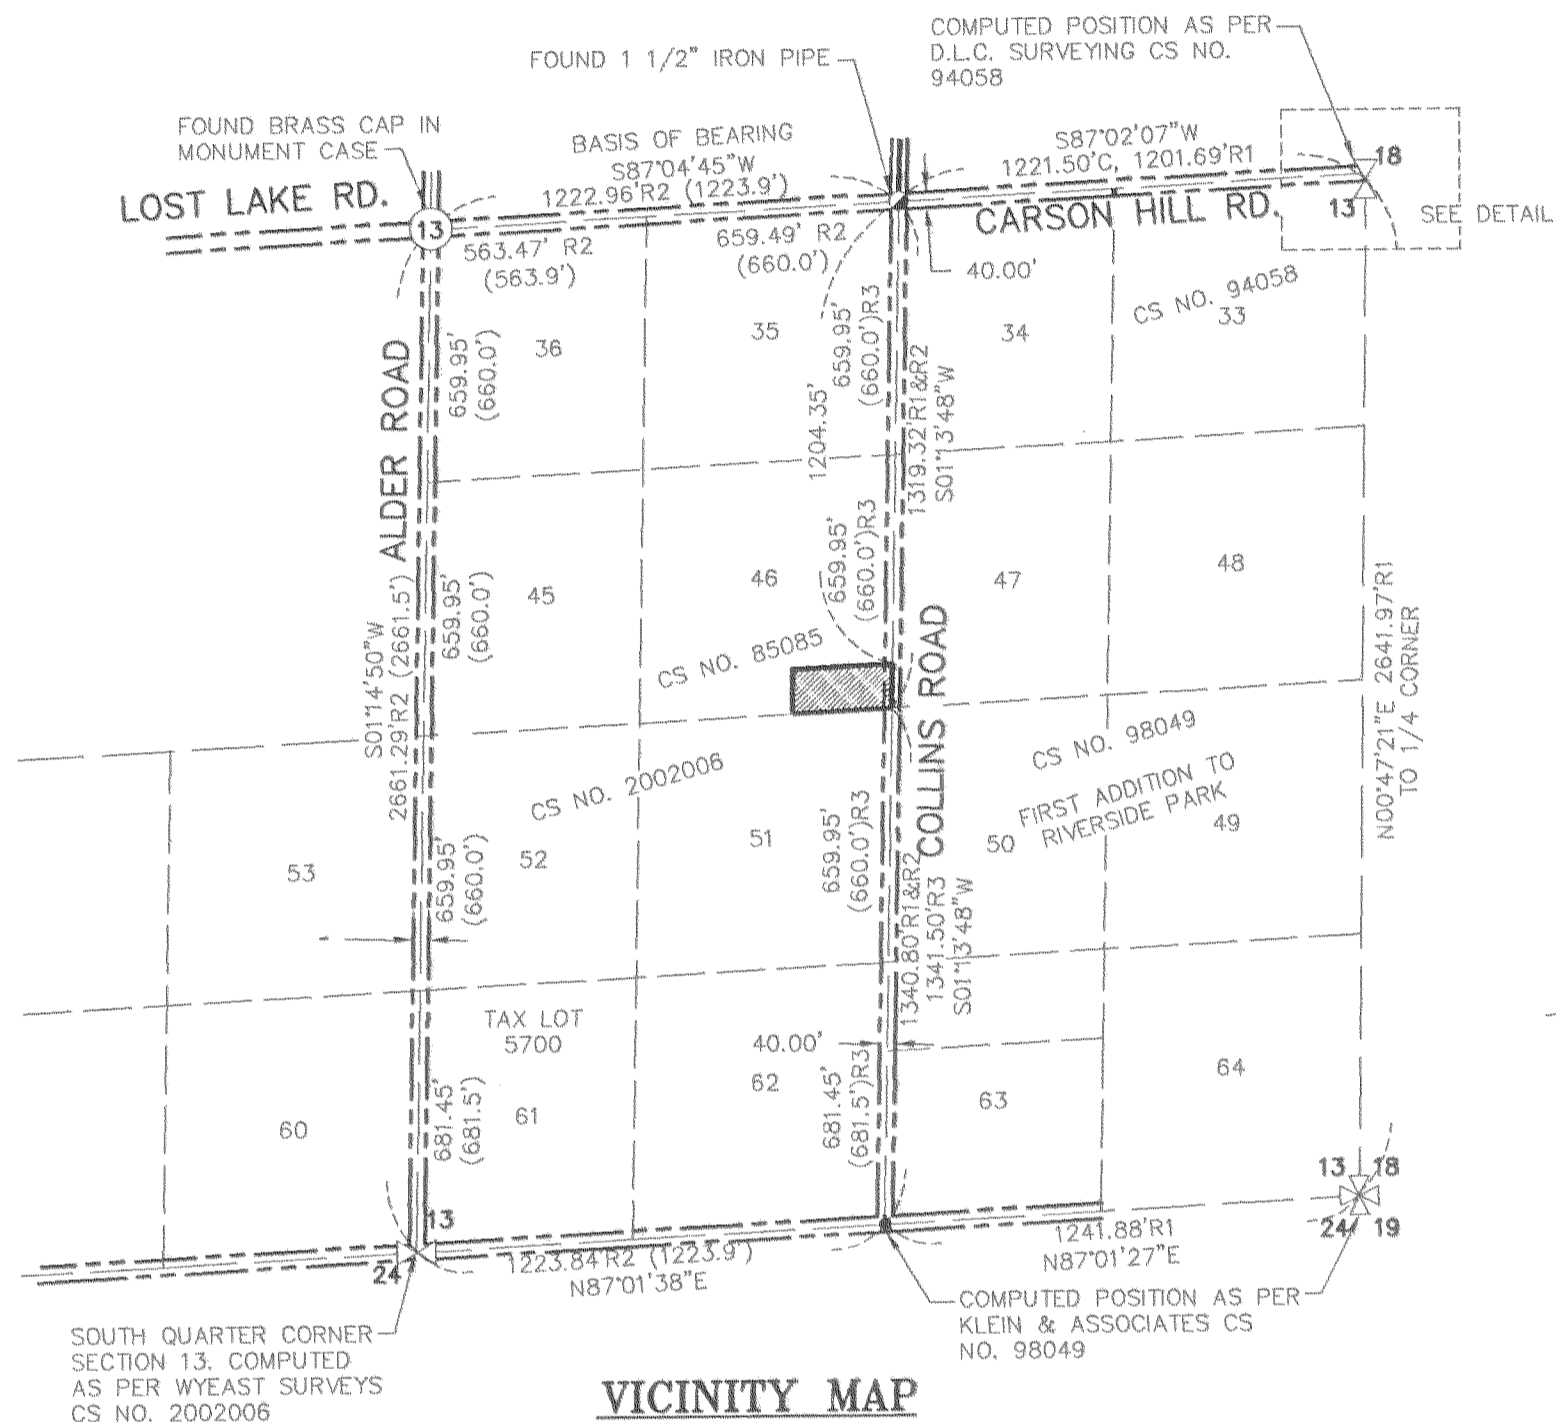 COMPUTED POSITION AS PER
D.L.C. SURVEYING CS NO.
94058
FOUND 1 1/2" IRON PIPE
FOUND BRASS CAP IN
MONUMENT CASE
BASIS OF BEARING
S87°04'45"W
1222.96'R2 (1223.9')
S87°02'07"W
1221.50'C, 1201.69'R1
18
13
SEE DETAIL
LOST LAKE RD.
13
CARSON HILL RD.
563.47' R2
(563.9')
659.49' R2
(660.0')
40.00'
CS NO. 94058
36
35
34
33
ALDER ROAD
659.95'
(660.0')
659.95'
(660.0')R3
1204.35'
1319.32'R1&R2
S01°13'48"W
S01°14'50"W
2661.29'R2 (2661.5')
659.95'
(660.0')
45
46
659.95'
(660.0')R3
47
48
COLLINS ROAD
N00°47'21"E 2641.97'R1
TO 1/4 CORNER
CS NO. 85085
CS NO. 2002006
CS NO. 98049
FIRST ADDITION TO
RIVERSIDE PARK
53
659.95'
(660.0')
52
51
659.95'
(660.0')R3
50
49
1340.80'R1&R2
1341.50'R3
S01°13'48"W
TAX LOT
5700
40.00'
60
681.45'
(681.5')
61
62
681.45'
(681.5')R3
63
64
13
24
1223.84'R2 (1223.9')
N87°01'38"E
1241.88'R1
N87°01'27"E
13 18
24 19
SOUTH QUARTER CORNER
SECTION 13. COMPUTED
AS PER WYEAST SURVEYS
CS NO. 2002006
COMPUTED POSITION AS PER
KLEIN & ASSOCIATES CS
NO. 98049
VICINITY MAP